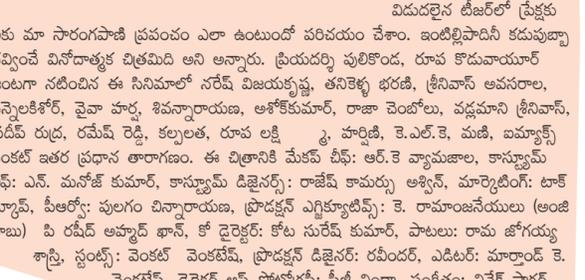 విడుదలైన టీజర్‌లో ప్రేక్షకు
కు మా సారంగపాణి ప్రపంచం ఎలా ఉంటుందో పరిచయం చేశాం. ఇంటిల్లిపాదినీ కడుపుబ్బా
వ్వించే వినోదాత్మక చిత్రమిది అని అన్నారు. ప్రియదర్శి పులికొండ, రూప కొడువాయూర్
ంటగా నటించిన ఈ సినిమాలో నరేష్ విజయకృష్ణ, తనికెళ్ళ భరణి, శ్రీనివాస్ అవసరాల,
న్నెలకిశోర్, వైవా హర్ష, శివన్నారాయణ, అశోక్‌కుమార్, రాజా చెంబోలు, వడ్లమాని శ్రీనివాస్,
దీప్ రుద్ర, రమేష్ రెడ్డి, కల్పలత, రూప లక్ష్మి, హర్షిణి, కె.ఎల్.కె, మణి, ఐమ్యాక్స్
ంకట్ ఇతర ప్రధాన తారాగణం. ఈ చిత్రానికి మేకప్ చీఫ్: ఆర్.కె వ్యామజాల, కాస్ట్యూమ్
ఫ్: ఎన్. మనోజ్ కుమార్, కాస్ట్యూమ్ డిజైనర్స్: రాజేష్ కామర్సు అశ్విన్, మార్కెటింగ్: టాక్
్కూప్, పీఆర్వో: పులగం చిన్నారాయణ, ప్రొడక్షన్ ఎగ్జిక్యూటివ్స్: కె. రామాంజనేయులు (అంజి
ాబు) పి రషీద్ అహ్మద్ ఖాన్, కో డైరెక్టర్: కోట సురేష్ కుమార్, పాటలు: రామ జోగయ్య
శాస్త్రి, స్టంట్స్: వెంకట్ వెంకటేష్, ప్రొడక్షన్ డిజైనర్: రవీందర్, ఎడిటర్: మార్తాండ్ కె.